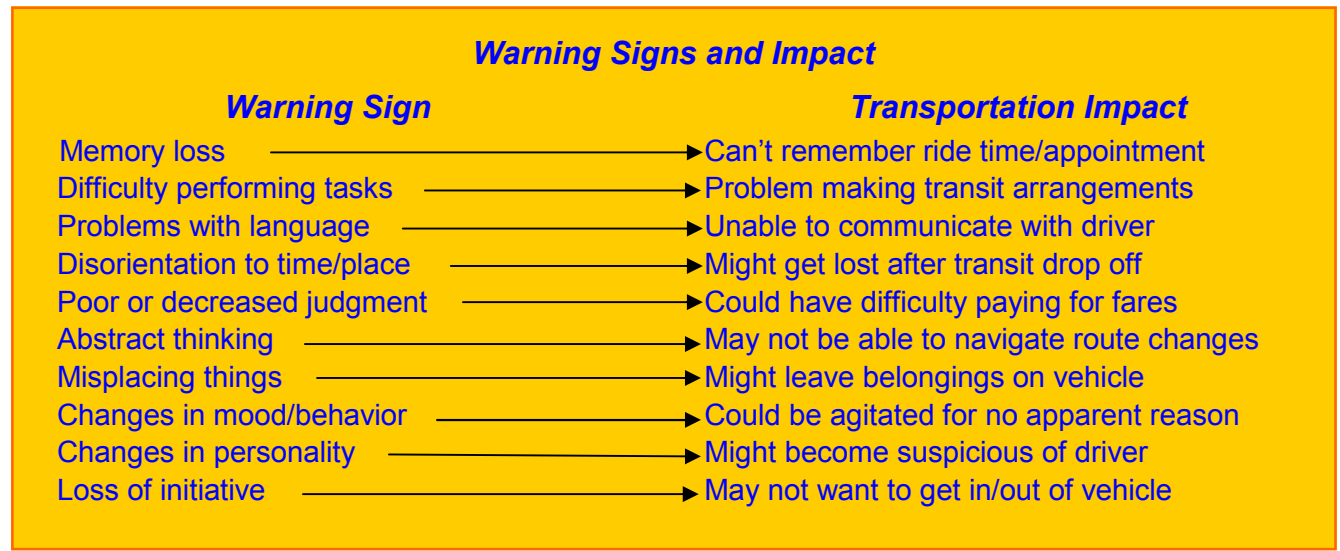 Warning Signs and Impact
Warning Sign Transportation Impact
Memory loss Can't remember ride time/appointment
Difficulty performing tasks Problem making transit arrangements
Problems with language Unable to communicate with driver
Disorientation to time/place Might get lost after transit drop off
Poor or decreased judgment Could have difficulty paying for fares
Abstract thinking May not be able to navigate route changes
Misplacing things Might leave belongings on vehicle
Changes in mood/behavior Could be agitated for no apparent reason
Changes in personality Might become suspicious of driver
Loss of initiative May not want to get in/out of vehicle